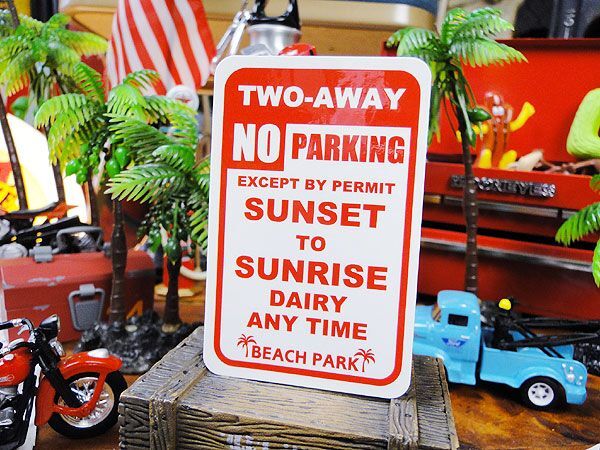 TWO-AWAY
NO PARKING
EXCEPT BY PERMIT
SUNSET
TO
SUNRISE
DAIRY
ANY TIME
BEACH PARK